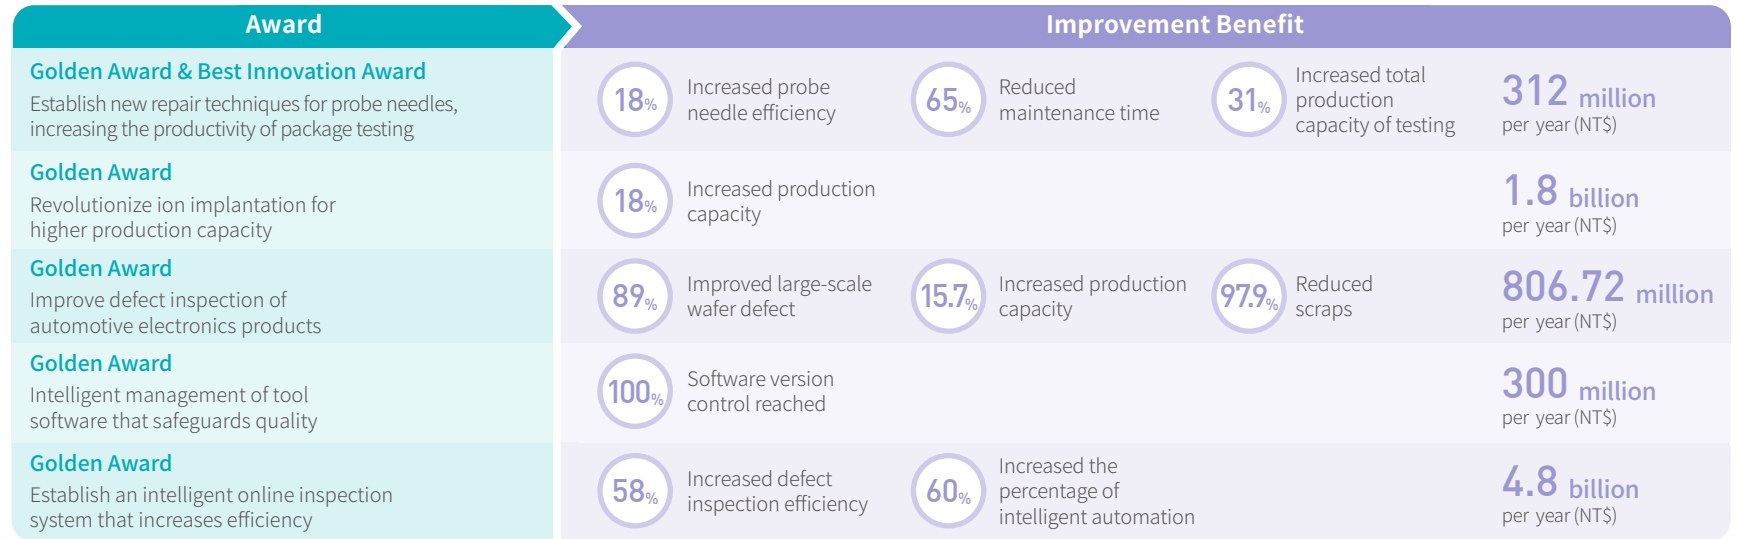 Award
Improvement Benefit
Golden Award & Best Innovation Award
Establish new repair techniques for probe needles,
increasing the productivity of package testing
18%
Increased probe
needle efficiency
65%
Reduced
maintenance time
31%
Increased total
production
capacity of testing
312 million
per year (NT$)
Golden Award
Revolutionize ion implantation for
higher production capacity
18%
Increased production
capacity
1.8 billion
per year (NT$)
Golden Award
Improve defect inspection of
automotive electronics products
89%
Improved large-scale
wafer defect
15.7%
Increased production
capacity
97.9%
Reduced
scraps
806.72 million
per year (NT$)
Golden Award
Intelligent management of tool
software that safeguards quality
100%
Software version
control reached
300 million
per year (NT$)
Golden Award
Establish an intelligent online inspection
system that increases efficiency
58%
Increased defect
inspection efficiency
60%
Increased the
percentage of
intelligent automation
4.8 billion
per year (NT$)